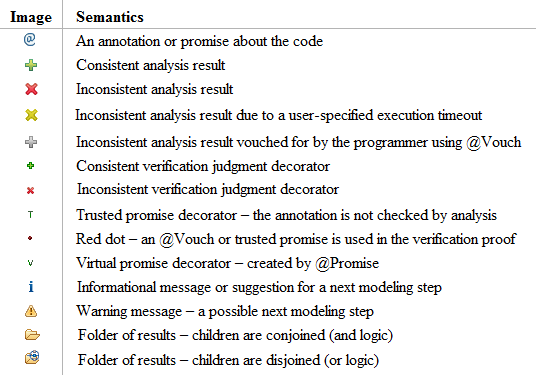 Image Semantics
@ An annotation or promise about the code
Consistent analysis result
Inconsistent analysis result
Inconsistent analysis result due to a user-specified execution timeout
Inconsistent analysis result vouched for by the programmer using @Vouch
Consistent verification judgment decorator
Inconsistent verification judgment decorator
T Trusted promise decorator – the annotation is not checked by analysis
Red dot – an @Vouch or trusted promise is used in the verification proof
v Virtual promise decorator – created by @Promise
i Informational message or suggestion for a next modeling step
Warning message – a possible next modeling step
Folder of results – children are conjoined (and logic)
Folder of results – children are disjoined (or logic)